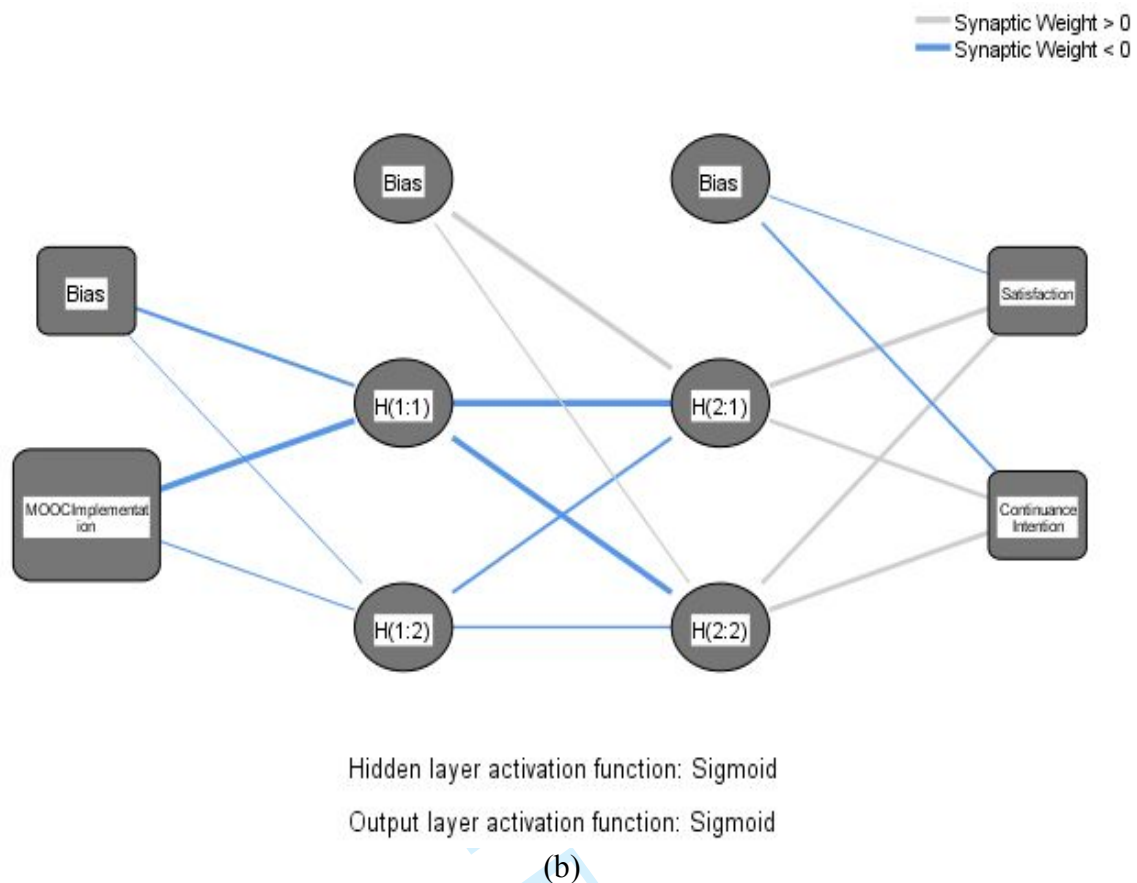 Synaptic Weight > 0
Synaptic Weight < 0
Bias
Bias
Bias
Satisfaction
H(1:1)
H(2:1)
MOOCImplementat
ion
Continuance
Intention
H(1:2)
H(2:2)
Hidden layer activation function: Sigmoid
Output layer activation function: Sigmoid
(b)